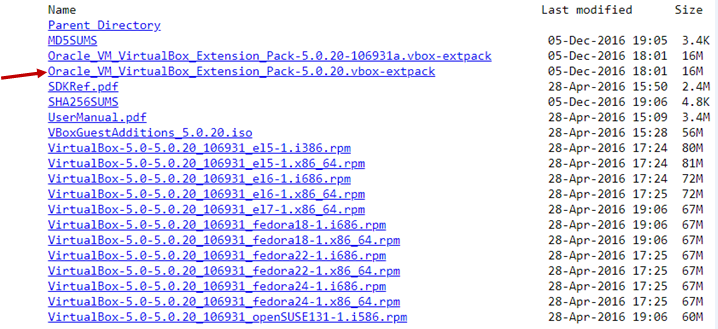 Name Last modified Size
Parent Directory
MD5SUMS 05-Dec-2016 19:05 3.4K
Oracle_VM_VirtualBox_Extension_Pack-5.0.20-106931a.vbox-extpack 05-Dec-2016 18:01 16M
Oracle_VM_VirtualBox_Extension_Pack-5.0.20.vbox-extpack 05-Dec-2016 18:01 16M
SDKRef.pdf 28-Apr-2016 15:50 2.4M
SHA256SUMS 05-Dec-2016 19:06 4.8K
UserManual.pdf 28-Apr-2016 15:09 3.4M
VBoxGuestAdditions_5.0.20.iso 28-Apr-2016 15:28 56M
VirtualBox-5.0-5.0.20_106931_el5-1.i386.rpm 28-Apr-2016 17:24 80M
VirtualBox-5.0-5.0.20_106931_el5-1.x86_64.rpm 28-Apr-2016 17:24 81M
VirtualBox-5.0-5.0.20_106931_el6-1.i686.rpm 28-Apr-2016 17:24 72M
VirtualBox-5.0-5.0.20_106931_el6-1.x86_64.rpm 28-Apr-2016 17:25 72M
VirtualBox-5.0-5.0.20_106931_el7-1.x86_64.rpm 28-Apr-2016 19:06 67M
VirtualBox-5.0-5.0.20_106931_fedora18-1.i686.rpm 28-Apr-2016 19:06 67M
VirtualBox-5.0-5.0.20_106931_fedora18-1.x86_64.rpm 28-Apr-2016 19:06 67M
VirtualBox-5.0-5.0.20_106931_fedora22-1.i686.rpm 28-Apr-2016 17:25 67M
VirtualBox-5.0-5.0.20_106931_fedora22-1.x86_64.rpm 28-Apr-2016 17:25 67M
VirtualBox-5.0-5.0.20_106931_fedora24-1.i686.rpm 28-Apr-2016 17:25 67M
VirtualBox-5.0-5.0.20_106931_fedora24-1.x86_64.rpm 28-Apr-2016 17:25 67M
VirtualBox-5.0-5.0.20_106931_openSUSE131-1.i586.rpm 28-Apr-2016 19:06 60M